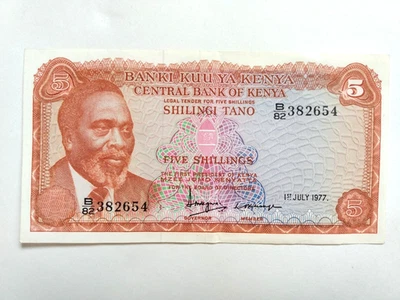 5 BANKI KUU YA KENYA 5
CENTRAL BANK OF KENYA
LEGAL TENDER FOR FIVE SHILLINGS
SHILINGI TANO
B/82 382654
FIVE SHILLINGS
THE FIRST PRESIDENT OF KENYA
MZEE JOMO KENYATTA
FOR THE BOARD OF DIRECTORS
B/82 382654
1ST JULY 1977.
GOVERNOR MEMBER
5